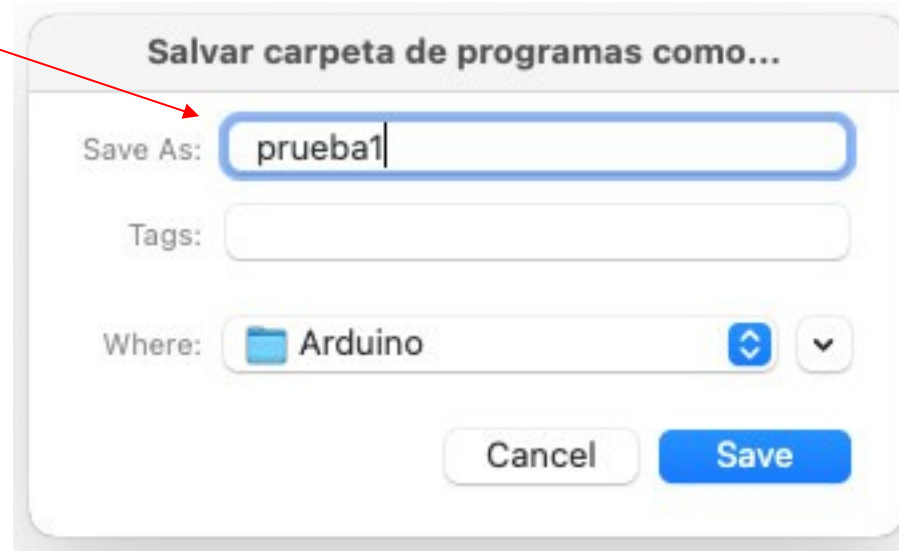 Salvar carpeta de programas como...
Save As: prueba1
Tags:
Where: Arduino
Cancel Save